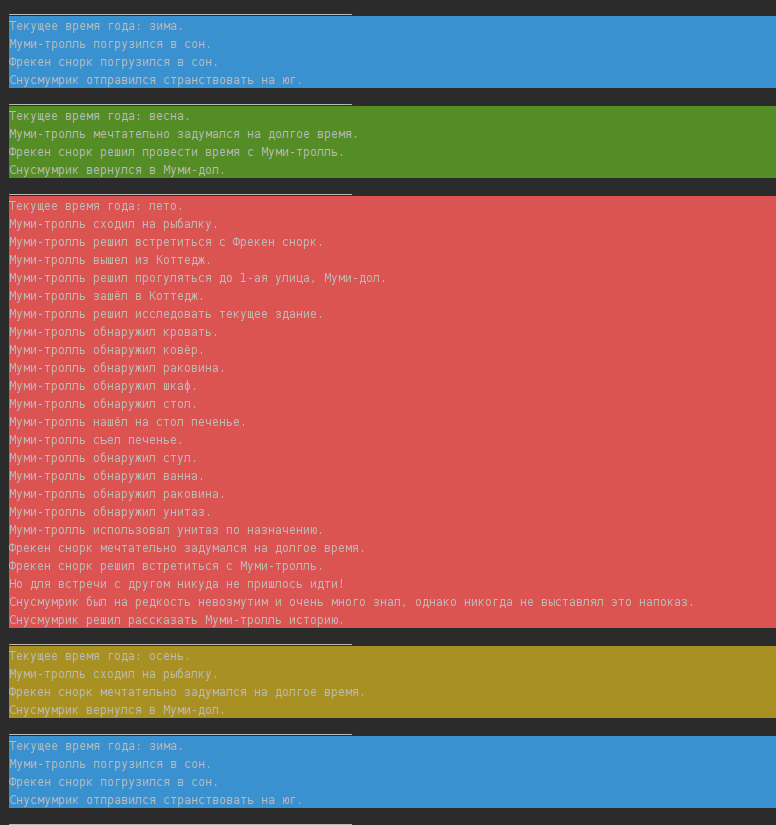 Текущее время года: зима.
Муми-тролль погрузился в сон.
Фрекен снорк погрузился в сон.
Снусмумрик отправился странствовать на юг.
Текущее время года: весна.
Муми-тролль мечтательно задумался на долгое время.
Фрекен снорк решил провести время с Муми-тролль.
Снусмумрик вернулся в Муми-дол.
Текущее время года: лето.
Муми-тролль сходил на рыбалку.
Муми-тролль решил встретиться с Фрекен снорк.
Муми-тролль вышел из Коттедж.
Муми-тролль решил прогуляться до 1-ая улица, Муми-дол.
Муми-тролль зашёл в Коттедж.
Муми-тролль решил исследовать текущее здание.
Муми-тролль обнаружил кровать.
Муми-тролль обнаружил ковёр.
Муми-тролль обнаружил раковина.
Муми-тролль обнаружил шкаф.
Муми-тролль обнаружил стол.
Муми-тролль нашёл на стол печенье.
Муми-тролль съел печенье.
Муми-тролль обнаружил стул.
Муми-тролль обнаружил ванна.
Муми-тролль обнаружил раковина.
Муми-тролль обнаружил унитаз.
Муми-тролль использовал унитаз по назначению.
Фрекен снорк мечтательно задумался на долгое время.
Фрекен снорк решил встретиться с Муми-тролль.
Но для встречи с другом никуда не пришлось идти!
Снусмумрик был на редкость невозмутим и очень много знал, однако никогда не выставлял это напоказ.
Снусмумрик решил рассказать Муми-тролль историю.
Текущее время года: осень.
Муми-тролль сходил на рыбалку.
Фрекен снорк мечтательно задумался на долгое время.
Снусмумрик вернулся в Муми-дол.
Текущее время года: зима.
Муми-тролль погрузился в сон.
Фрекен снорк погрузился в сон.
Снусмумрик отправился странствовать на юг.